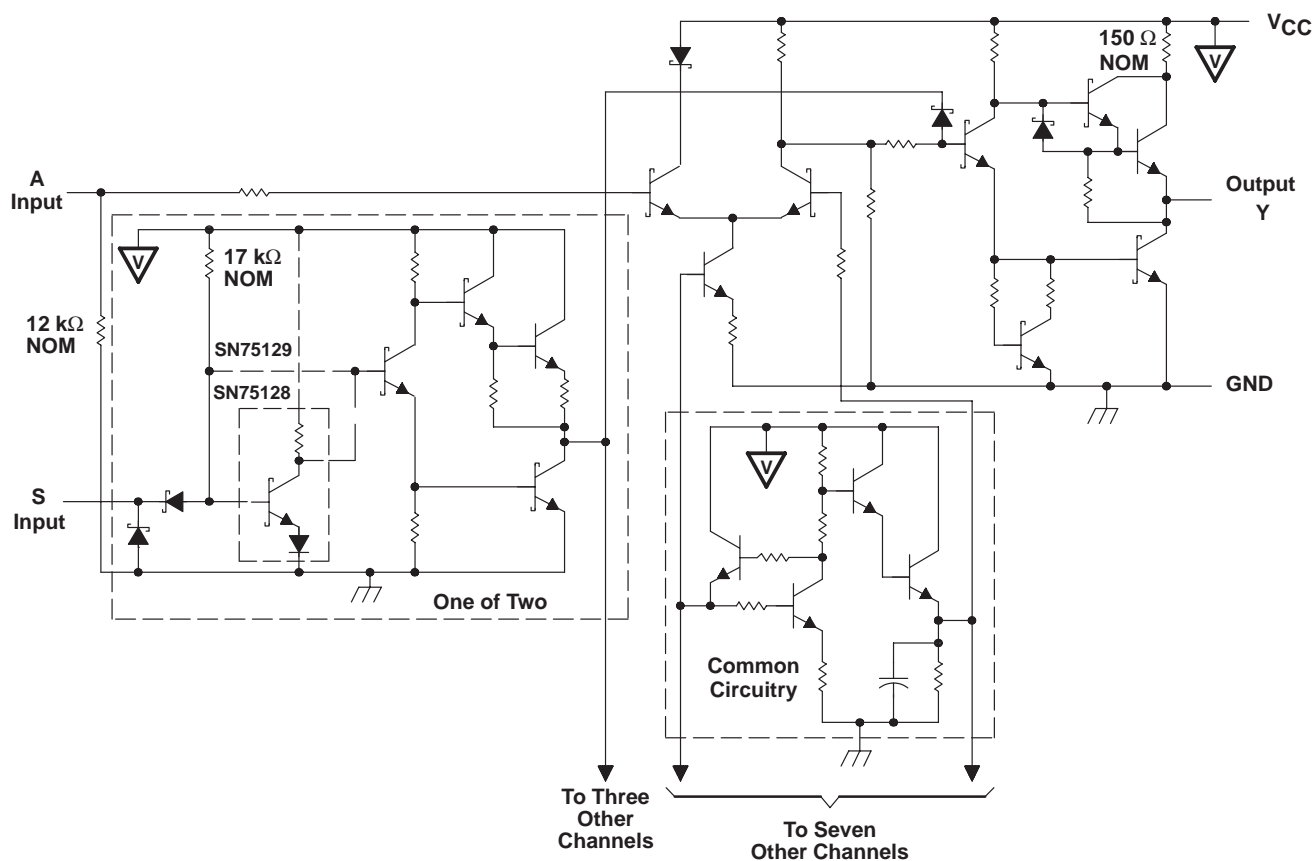 VCC
V
150 Ω
NOM
A
Input
V
17 kΩ
NOM
12 kΩ
NOM
SN75129
SN75128
S
Input
One of Two
Output
Y
GND
V
Common
Circuitry
To Three
Other
Channels
To Seven
Other Channels